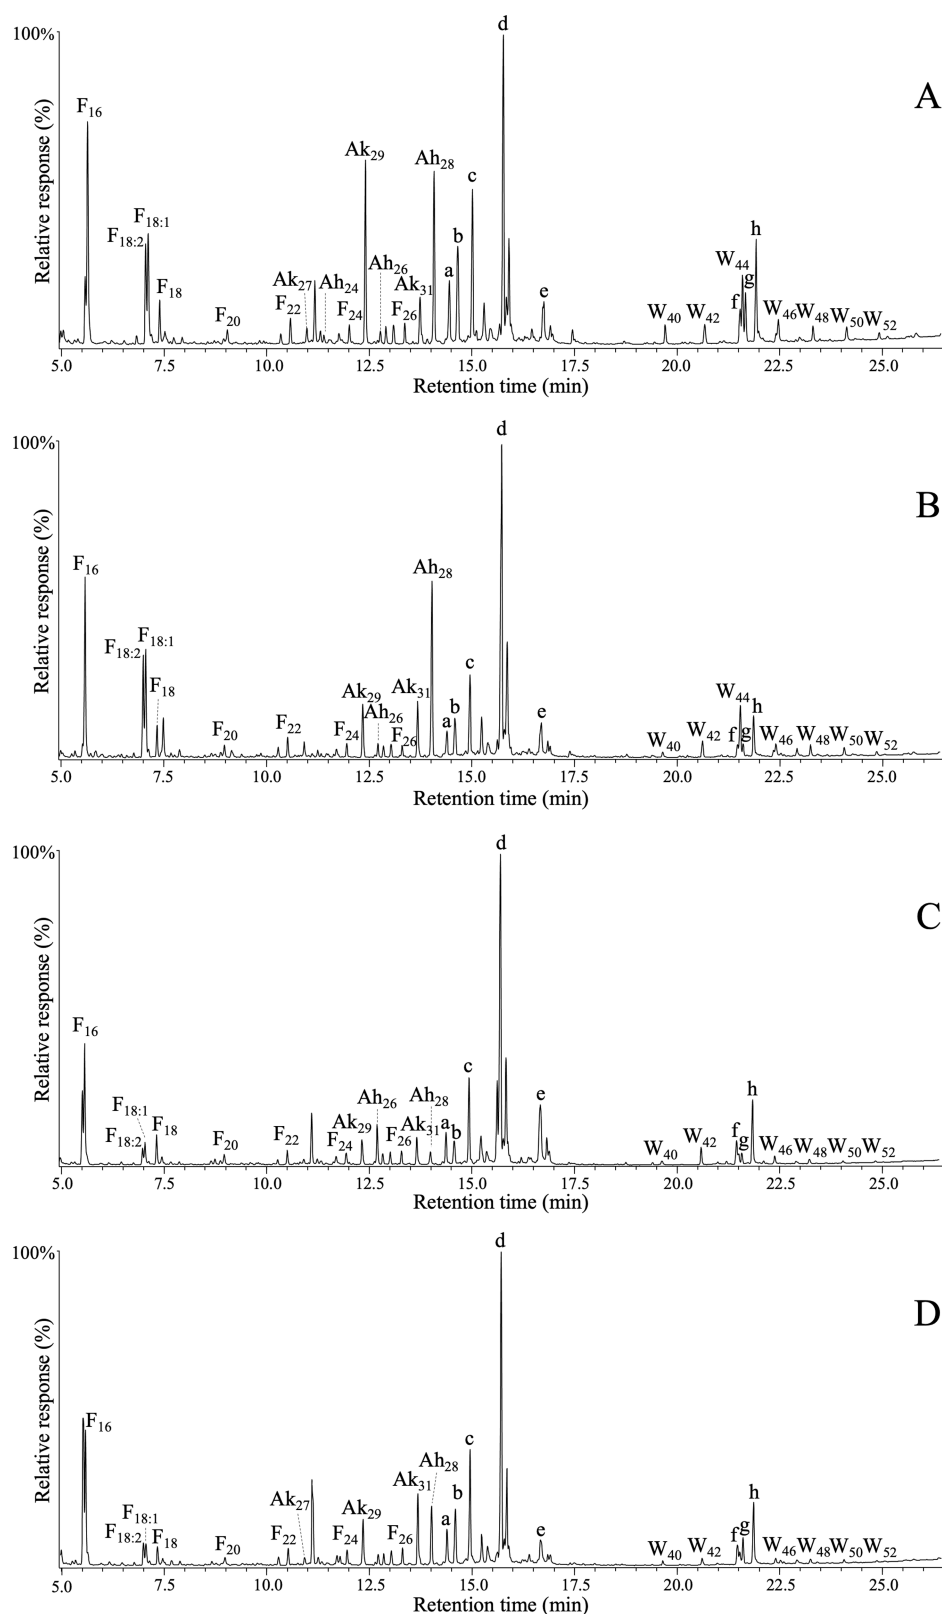 100%
A
Relative response (%)
F16 F18:2 F18:1 F18 F20 F22 Ak27 Ah24 F24 Ak29 Ah26 F26 Ak31 Ah28 a b c d e W40 W42 f W44 g h W46 W48 W50 W52
5.0 7.5 10.0 12.5 15.0 17.5 20.0 22.5 25.0
Retention time (min)
100%
B
Relative response (%)
F16 F18:2 F18:1 F18 F20 F22 F24 Ak29 Ah26 F26 Ak31 Ah28 a b c d e W40 W42 f W44 g h W46 W48 W50 W52
5.0 7.5 10.0 12.5 15.0 17.5 20.0 22.5 25.0
Retention time (min)
100%
C
Relative response (%)
F16 F18:2 F18:1 F18 F20 F22 F24 Ak29 Ah26 F26 Ak31 Ah28 a b c d e W40 W42 f g h W46 W48 W50 W52
5.0 7.5 10.0 12.5 15.0 17.5 20.0 22.5 25.0
Retention time (min)
100%
D
Relative response (%)
F16 F18:2 F18:1 F18 F20 F22 Ak27 F24 Ak29 F26 Ak31 Ah28 a b c d e W40 W42 f g h W46 W48 W50 W52
5.0 7.5 10.0 12.5 15.0 17.5 20.0 22.5 25.0
Retention time (min)